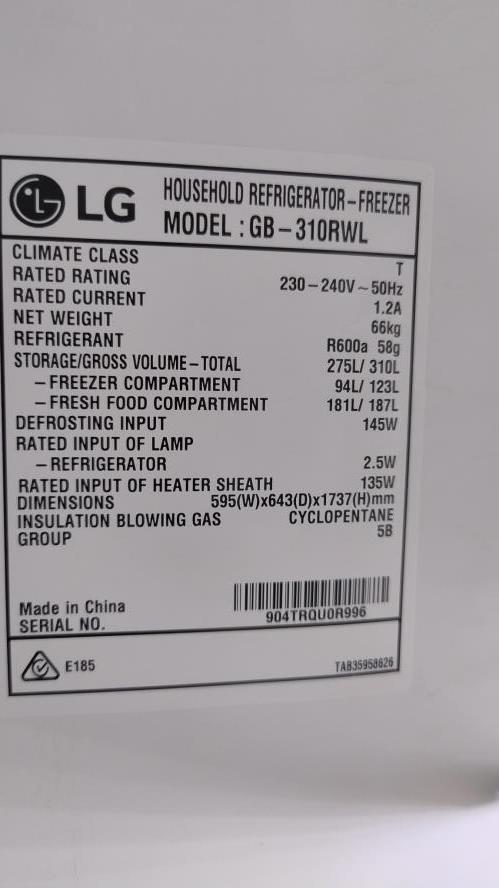 LG HOUSEHOLD REFRIGERATOR-FREEZER
MODEL : GB-310RWL
CLIMATE CLASS T
RATED RATING 230-240V~50Hz
RATED CURRENT 1.2A
NET WEIGHT 66kg
REFRIGERANT R600a 58g
STORAGE/GROSS VOLUME-TOTAL 275L/ 310L
-FREEZER COMPARTMENT 94L/ 123L
-FRESH FOOD COMPARTMENT 181L/ 187L
DEFROSTING INPUT 145W
RATED INPUT OF LAMP
-REFRIGERATOR 2.5W
RATED INPUT OF HEATER SHEATH 135W
DIMENSIONS 595(W)x643(D)x1737(H)mm
INSULATION BLOWING GAS CYCLOPENTANE
GROUP 5B
Made in China
SERIAL NO. 904TRQU0R996
E185 TAB35958626